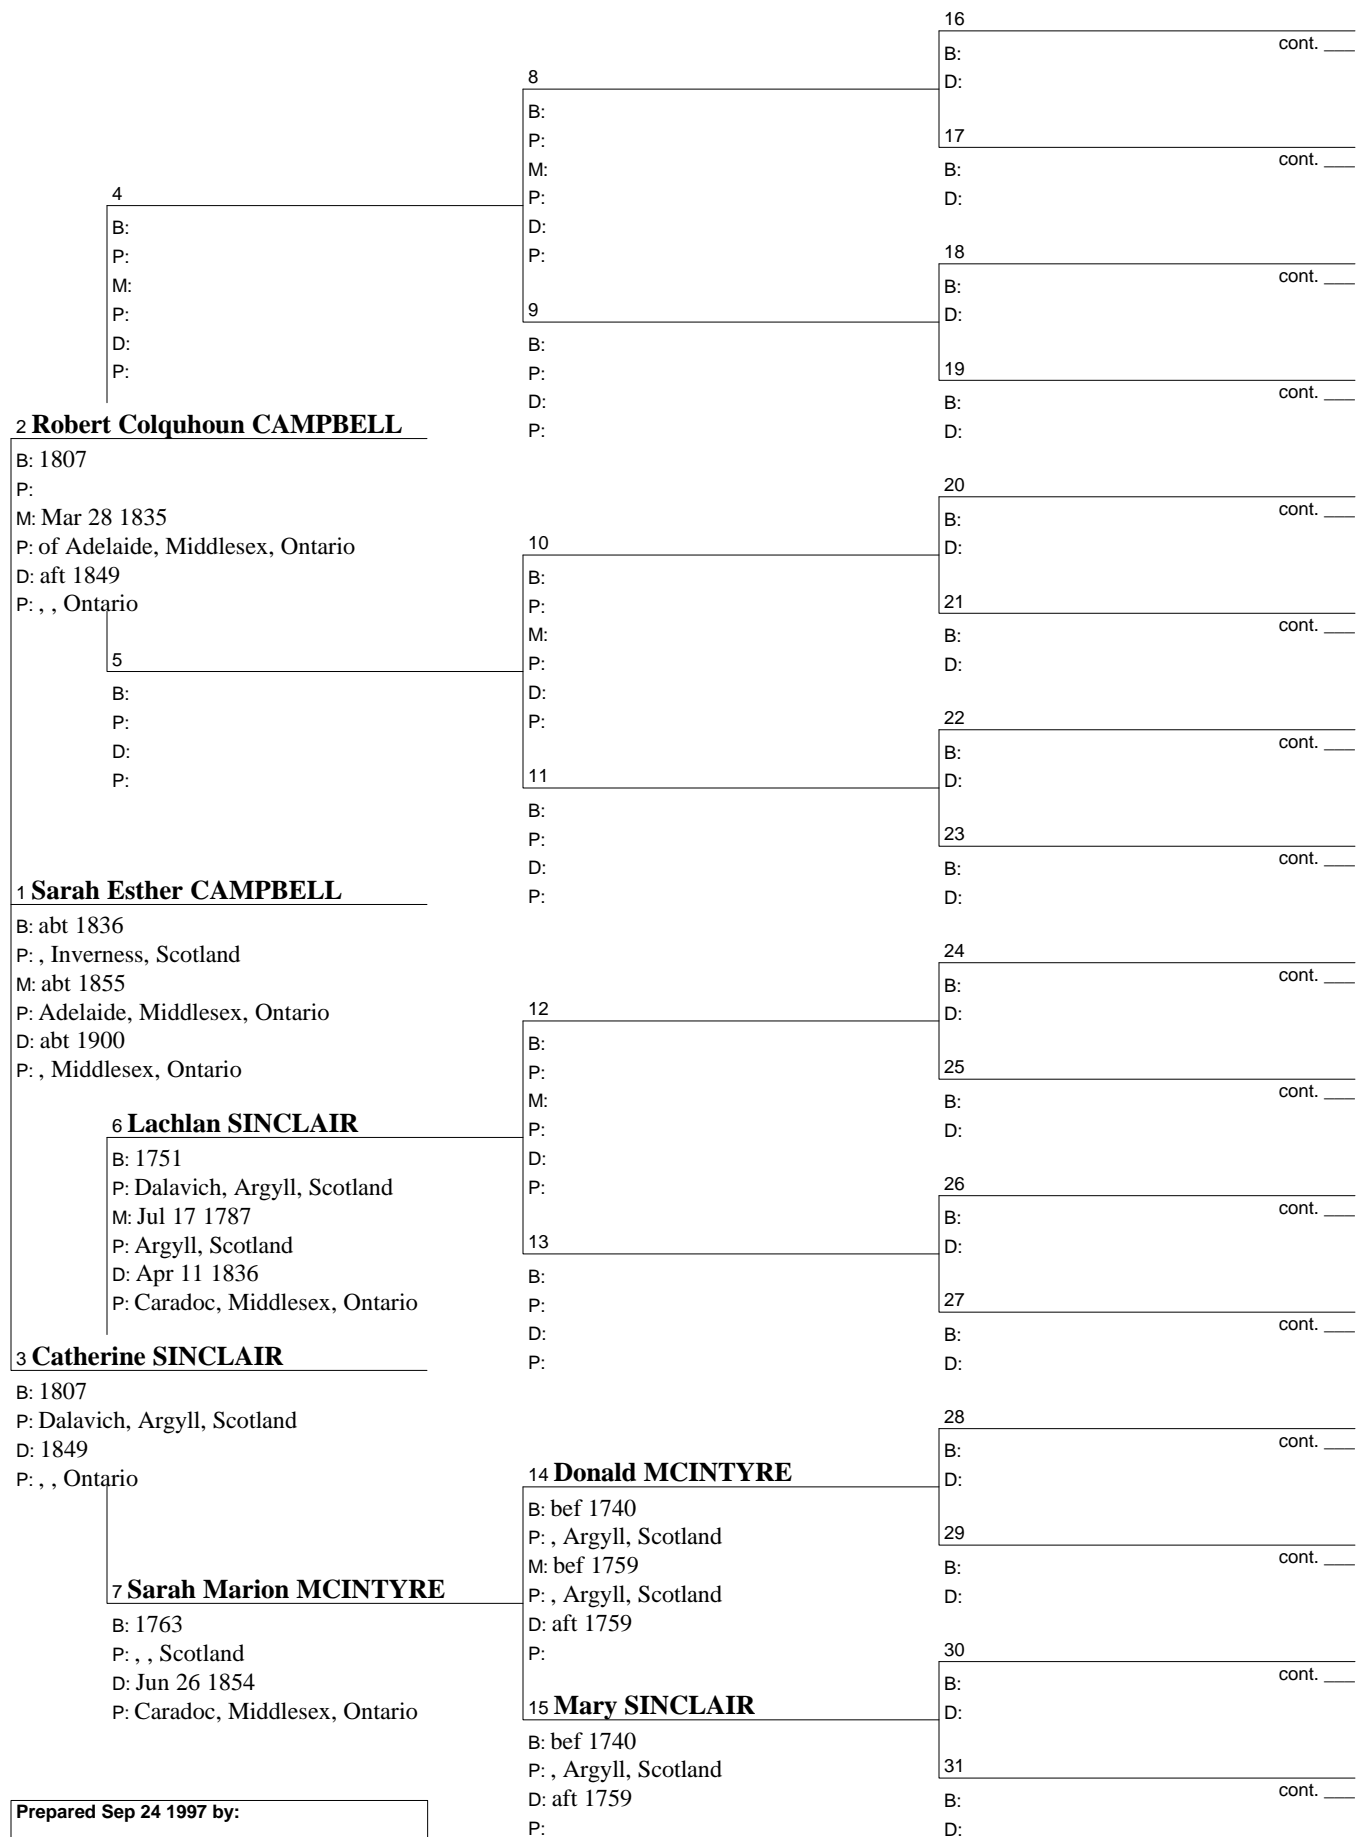 16
cont. ___
B:
D:
8
B:
P:
M:
P:
D:
P:
17
cont. ___
B:
D:
4
B:
P:
M:
P:
D:
P:
18
cont. ___
B:
D:
9
B:
P:
D:
P:
19
cont. ___
B:
D:
2 Robert Colquhoun CAMPBELL
B: 1807
P:
M: Mar 28 1835
P: of Adelaide, Middlesex, Ontario
D: aft 1849
P: , , Ontario
20
cont. ___
B:
D:
10
B:
P:
M:
P:
D:
P:
21
cont. ___
B:
D:
5
B:
P:
D:
P:
22
cont. ___
B:
D:
11
B:
P:
D:
P:
23
cont. ___
B:
D:
1 Sarah Esther CAMPBELL
B: abt 1836
P: , Inverness, Scotland
M: abt 1855
P: Adelaide, Middlesex, Ontario
D: abt 1900
P: , Middlesex, Ontario
24
cont. ___
B:
D:
12
B:
P:
M:
P:
D:
P:
25
cont. ___
B:
D:
6 Lachlan SINCLAIR
B: 1751
P: Dalavich, Argyll, Scotland
M: Jul 17 1787
P: Argyll, Scotland
D: Apr 11 1836
P: Caradoc, Middlesex, Ontario
26
cont. ___
B:
D:
13
B:
P:
D:
P:
27
cont. ___
B:
D:
3 Catherine SINCLAIR
B: 1807
P: Dalavich, Argyll, Scotland
D: 1849
P: , , Ontario
28
cont. ___
B:
D:
14 Donald MCINTYRE
B: bef 1740
P: , Argyll, Scotland
M: bef 1759
P: , Argyll, Scotland
D: aft 1759
P:
29
cont. ___
B:
D:
7 Sarah Marion MCINTYRE
B: 1763
P: , , Scotland
D: Jun 26 1854
P: Caradoc, Middlesex, Ontario
30
cont. ___
B:
D:
15 Mary SINCLAIR
B: bef 1740
P: , Argyll, Scotland
D: aft 1759
P:
31
cont. ___
B:
D:
Prepared Sep 24 1997 by: